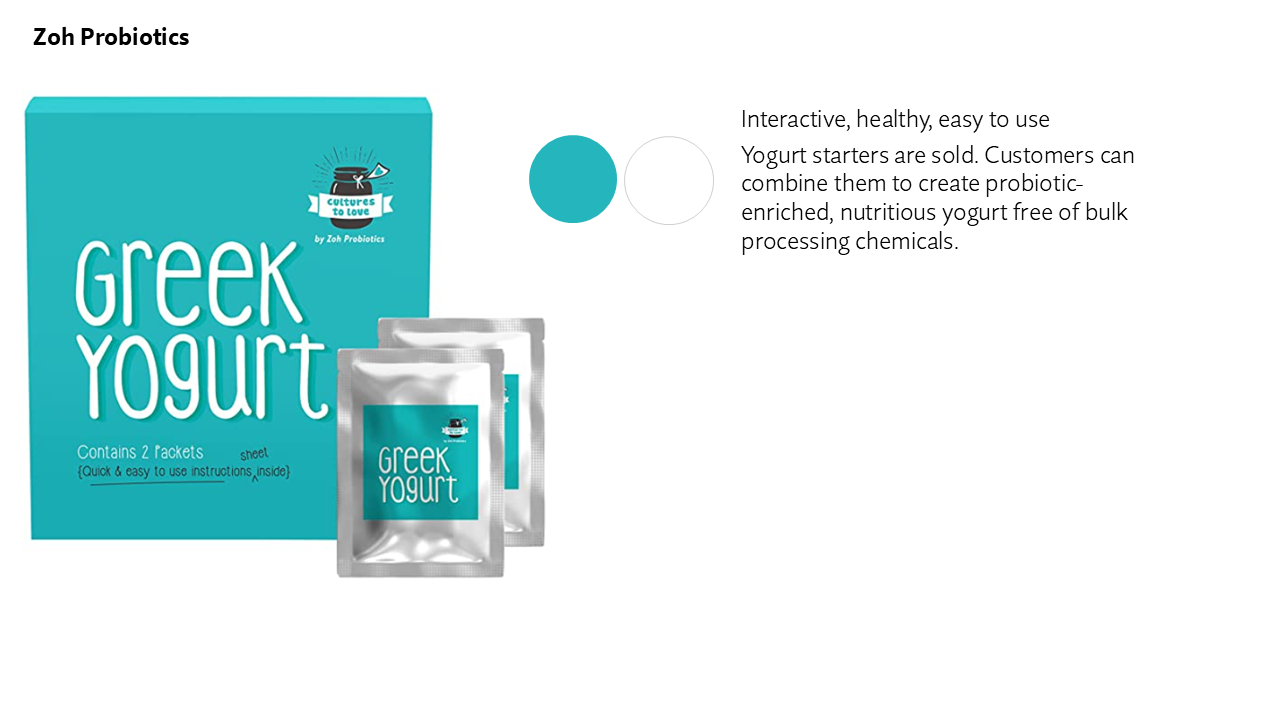 Zoh Probiotics
cultures
to love
by Zoh Probiotics
Greek
Yogurt
Contains 2 Packets
sheet
{Quick & easy to use instructions inside}
Greek
Yogurt
Interactive, healthy, easy to use
Yogurt starters are sold. Customers can
combine them to create probiotic-
enriched, nutritious yogurt free of bulk
processing chemicals.